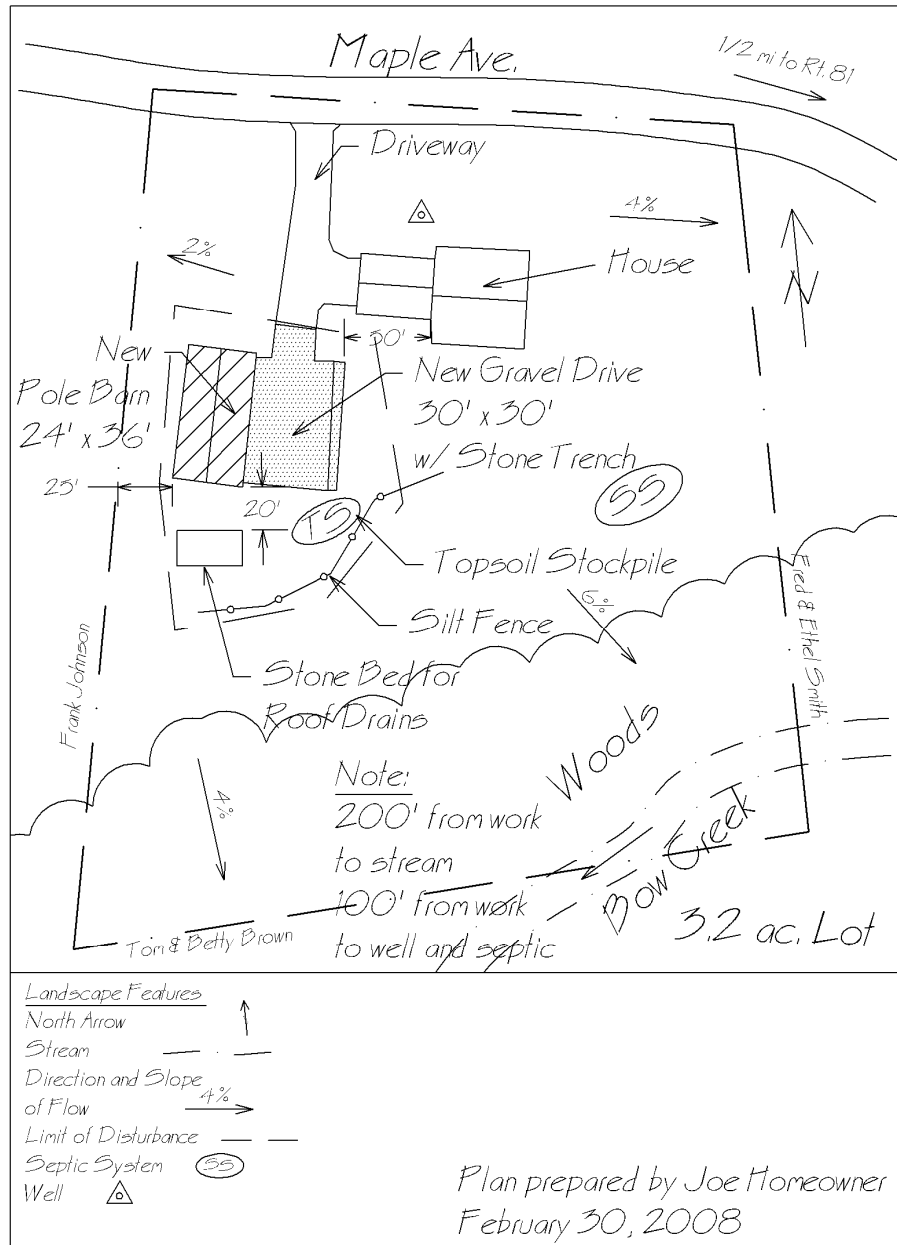 Maple Ave.
1/2 mi to Rt. 81
Driveway
4%
2%
House
N
30'
New
Pole Barn
24' x 36'
New Gravel Drive
30' x 30'
w/ Stone Trench
25'
20'
TS
SS
Topsoil Stockpile
6%
Silt Fence
Fred & Ethel Smith
Frank Johnson
Stone Bed for
Roof Drains
Woods
4%
Note:
200' from work
to stream
100' from work
to well and septic
Bow Creek
3.2 ac. Lot
Tom & Betty Brown
Landscape Features
North Arrow
Stream
Direction and Slope
of Flow 4%
Limit of Disturbance
Septic System SS
Well
Plan prepared by Joe Homeowner
February 30, 2008